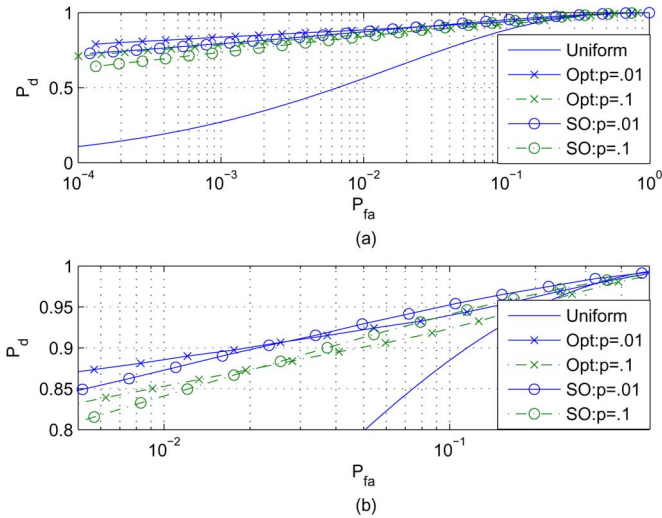 1
P_d
0.5
0
10^-4
10^-3
10^-2
10^-1
10^0
P_fa
(a)
Uniform
Opt:p=.01
Opt:p=.1
SO:p=.01
SO:p=.1
1
0.95
P_d
0.9
0.85
0.8
10^-2
10^-1
P_fa
(b)
Uniform
Opt:p=.01
Opt:p=.1
SO:p=.01
SO:p=.1